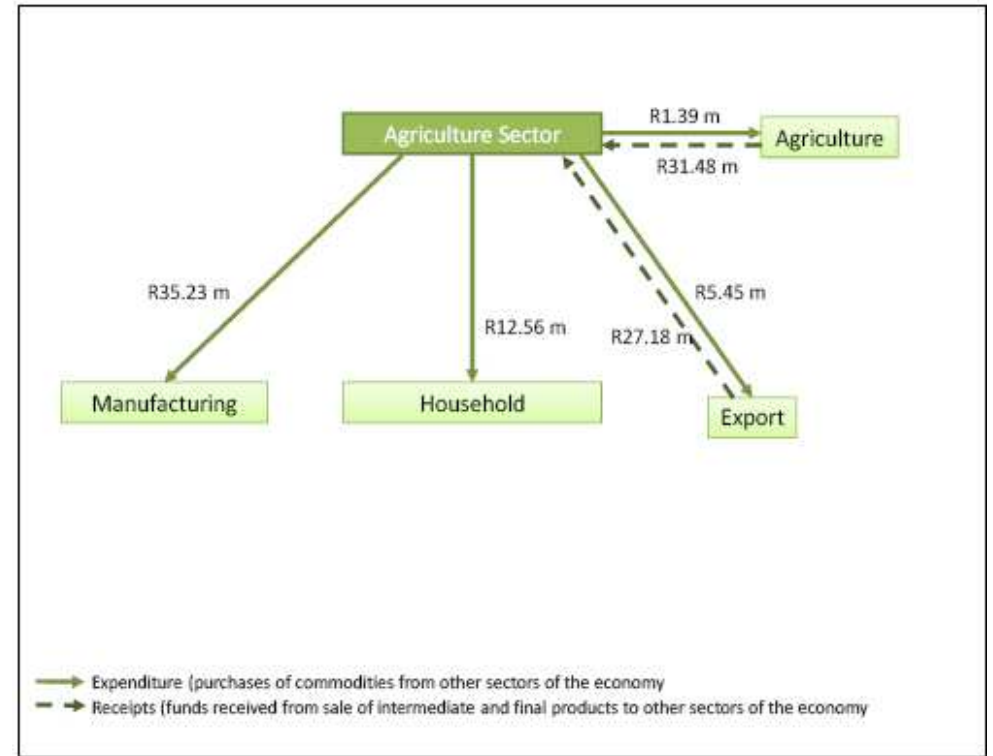 R1.39 m
Agriculture Sector
Agriculture
R31.48 m
R35.23 m
R5.45 m
R12.56 m
R27.18 m
Manufacturing
Household
Export
Expenditure (purchases of commodities from other sectors of the economy
Receipts (funds received from sale of intermediate and final products to other sectors of the economy